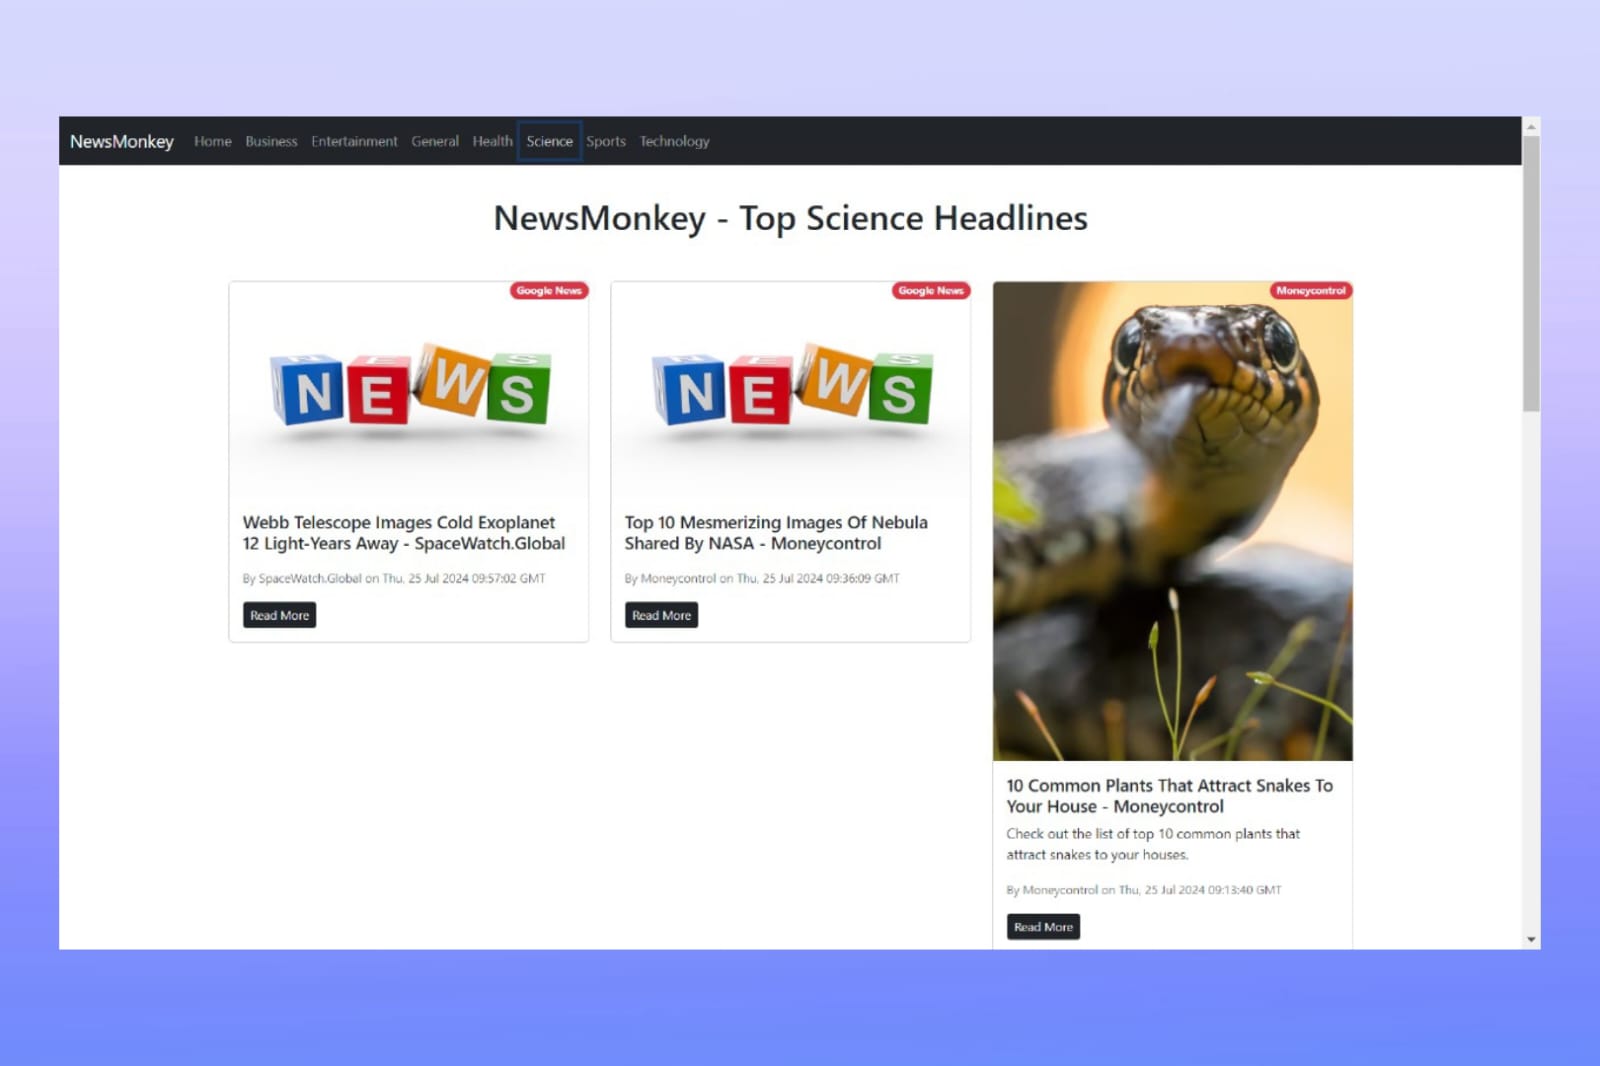 NewsMonkey Home Business Entertainment General Health Science Sports Technology
NewsMonkey - Top Science Headlines
Google News
N E W S
Webb Telescope Images Cold Exoplanet
12 Light-Years Away - SpaceWatch.Global
By SpaceWatch.Global on Thu, 25 Jul 2024 09:57:02 GMT
Read More
Google News
N E W S
Top 10 Mesmerizing Images Of Nebula
Shared By NASA - Moneycontrol
By Moneycontrol on Thu, 25 Jul 2024 09:36:09 GMT
Read More
Moneycontrol
10 Common Plants That Attract Snakes To
Your House - Moneycontrol
Check out the list of top 10 common plants that
attract snakes to your houses.
By Moneycontrol on Thu, 25 Jul 2024 09:13:40 GMT
Read More